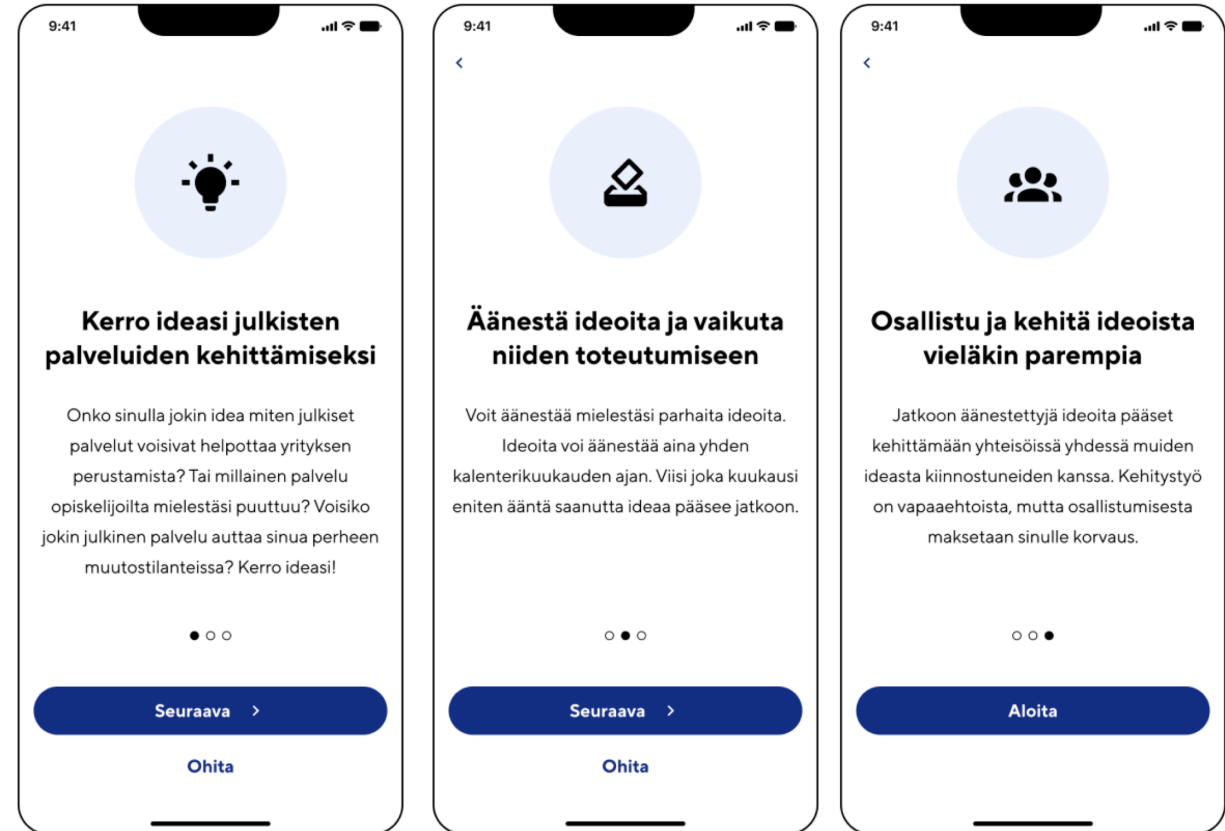 9:41
Kerro ideasi julkisten
palveluiden kehittämiseksi
Onko sinulla jokin idea miten julkiset
palvelut voisivat helpottaa yrityksen
perustamista? Tai millainen palvelu
opiskelijoilta mielestäsi puuttuu? Voisiko
jokin julkinen palvelu auttaa sinua perheen
muutostilanteissa? Kerro ideasi!
Seuraava
Ohita
9:41
Äänestä ideoita ja vaikuta
niiden toteutumiseen
Voit äänestää mielestäsi parhaita ideoita.
Ideoita voi äänestää aina yhden
kalenterikuukauden ajan. Viisi joka kuukausi
eniten ääntä saanutta ideaa pääsee jatkoon.
Seuraava
Ohita
9:41
Osallistu ja kehitä ideoista
vieläkin parempia
Jatkoon äänestettyjä ideoita pääset
kehittämään yhteisöissä yhdessä muiden
ideasta kiinnostuneiden kanssa. Kehitystyö
on vapaaehtoista, mutta osallistumisesta
maksetaan sinulle korvaus.
Aloita